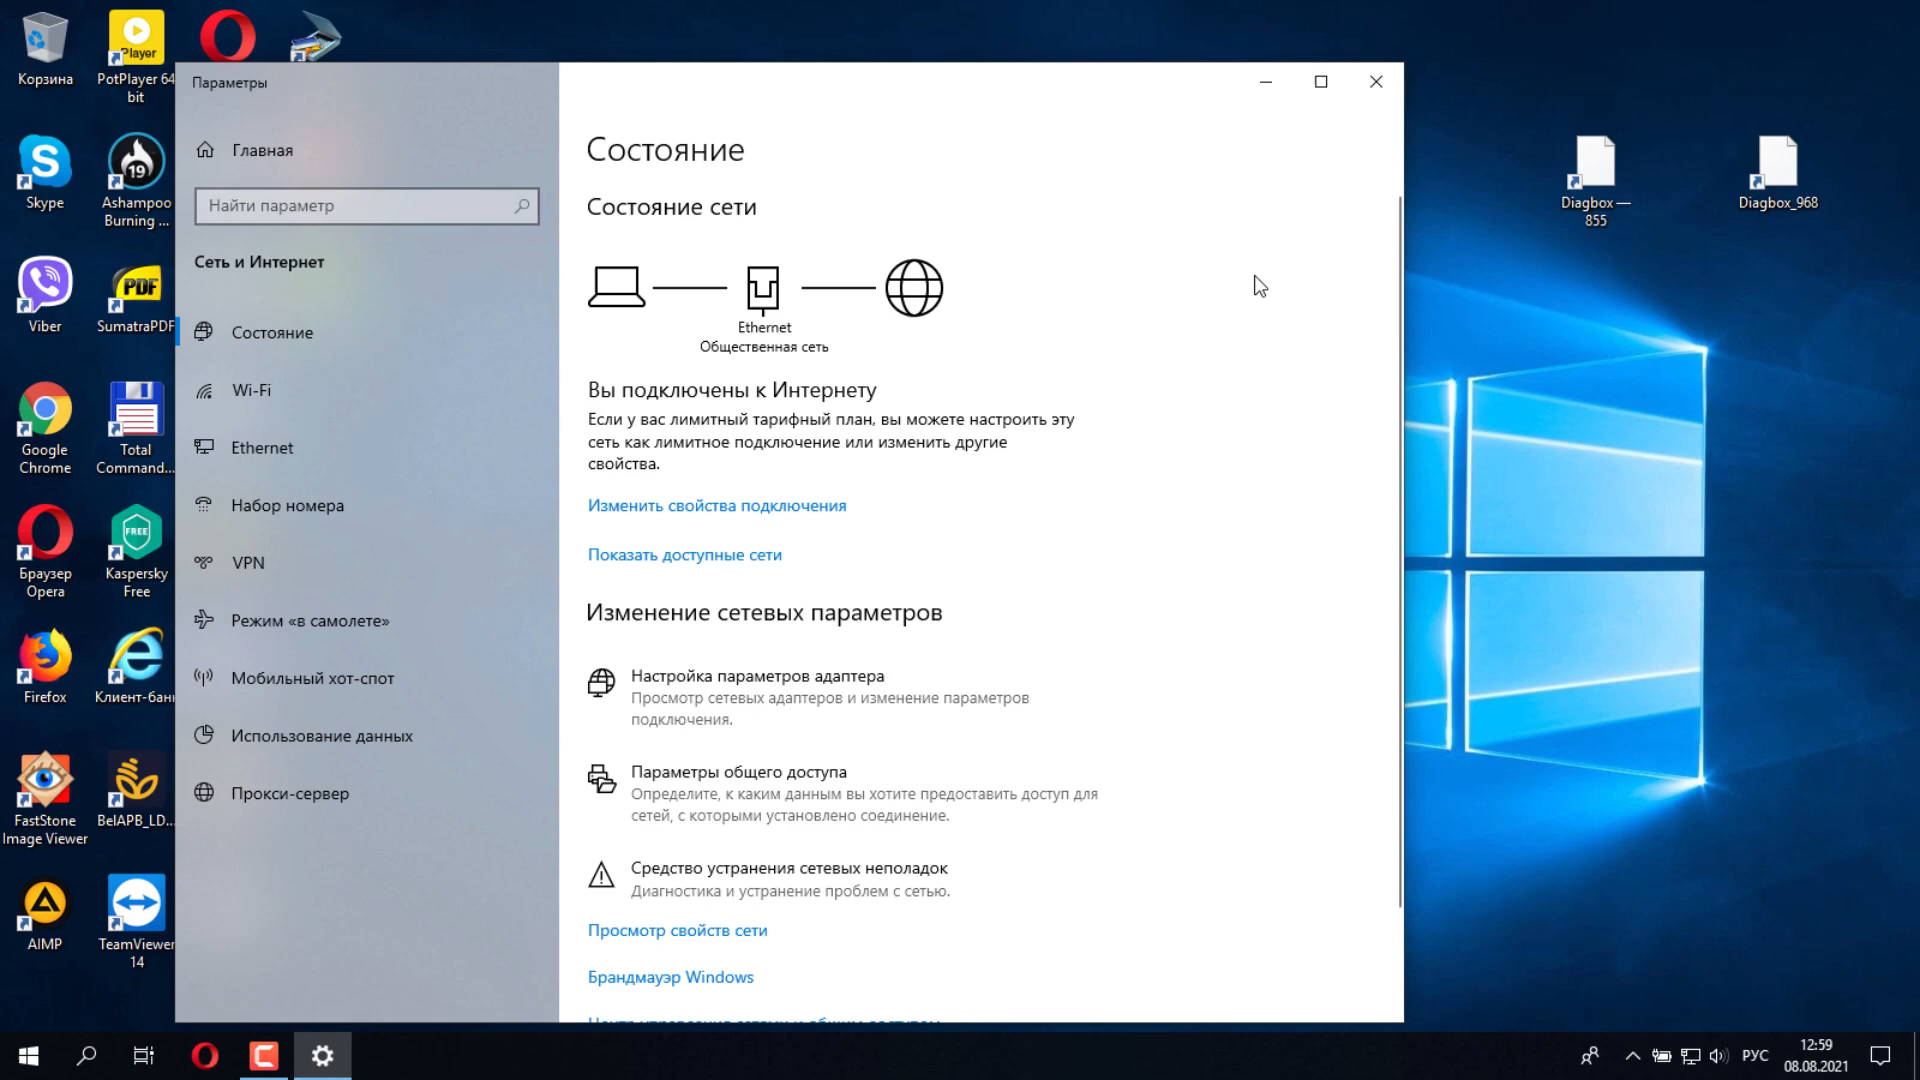 Корзина
PotPlayer 64
bit
Skype
Ashampoo
Burning ...
Viber
SumatraPDF
Google
Chrome
Total
Command...
Браузер
Opera
Kaspersky
Free
Firefox
Клиент-бан
FastStone
Image Viewer
BelAPB_LD...
AIMP
TeamViewer
14
Player
19
PDF
FREE
Параметры
Главная
Найти параметр
Сеть и Интернет
Состояние
Wi-Fi
Ethernet
Набор номера
VPN
Режим «в самолете»
Мобильный хот-спот
Использование данных
Прокси-сервер
Состояние
Состояние сети
Ethernet
Общественная сеть
Вы подключены к Интернету
Если у вас лимитный тарифный план, вы можете настроить эту
сеть как лимитное подключение или изменить другие
свойства.
Изменить свойства подключения
Показать доступные сети
Изменение сетевых параметров
Настройка параметров адаптера
Просмотр сетевых адаптеров и изменение параметров
подключения.
Параметры общего доступа
Определите, к каким данным вы хотите предоставить доступ для
сетей, с которыми установлено соединение.
Средство устранения сетевых неполадок
Диагностика и устранение проблем с сетью.
Просмотр свойств сети
Брандмауэр Windows
Diagbox —
855
Diagbox_968
РУС
12:59
08.08.2021